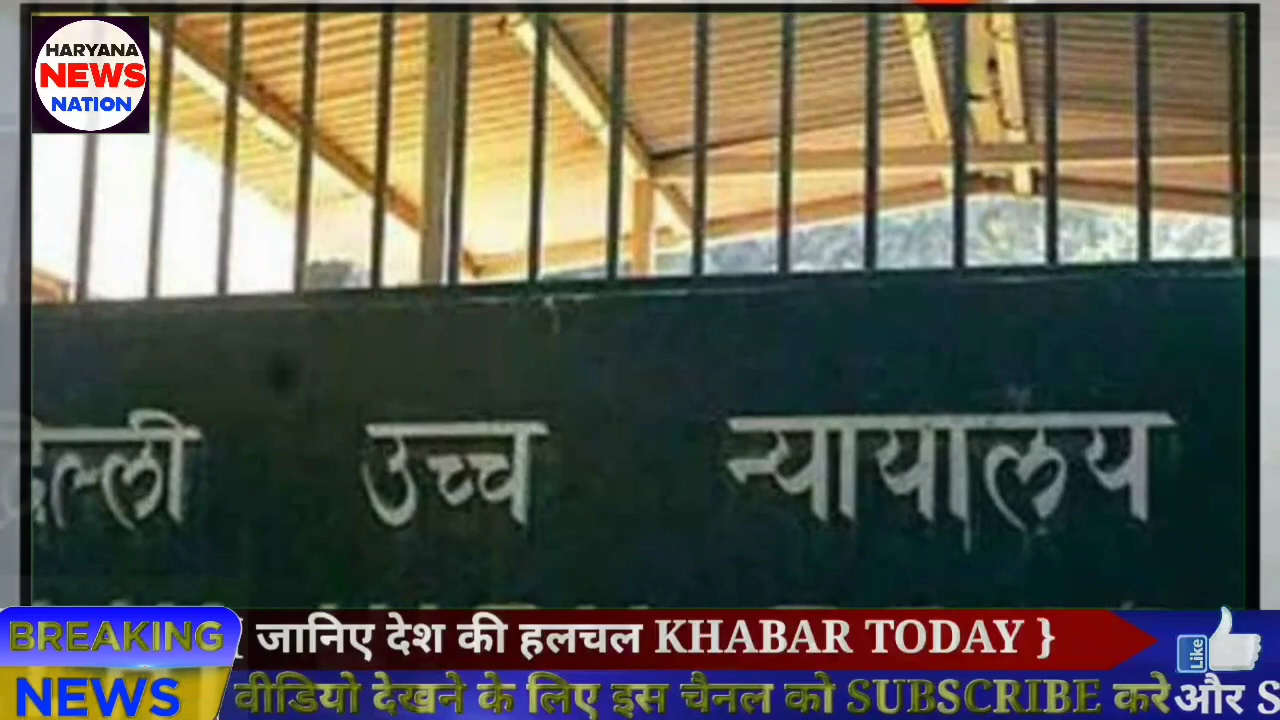 HARYANA
NEWS
NATION
दिल्ली उच्च न्यायालय
BREAKING
NEWS
{ जानिए देश की हलचल KHABAR TODAY }
Like
वीडियो देखने के लिए इस चैनल को SUBSCRIBE करे और S